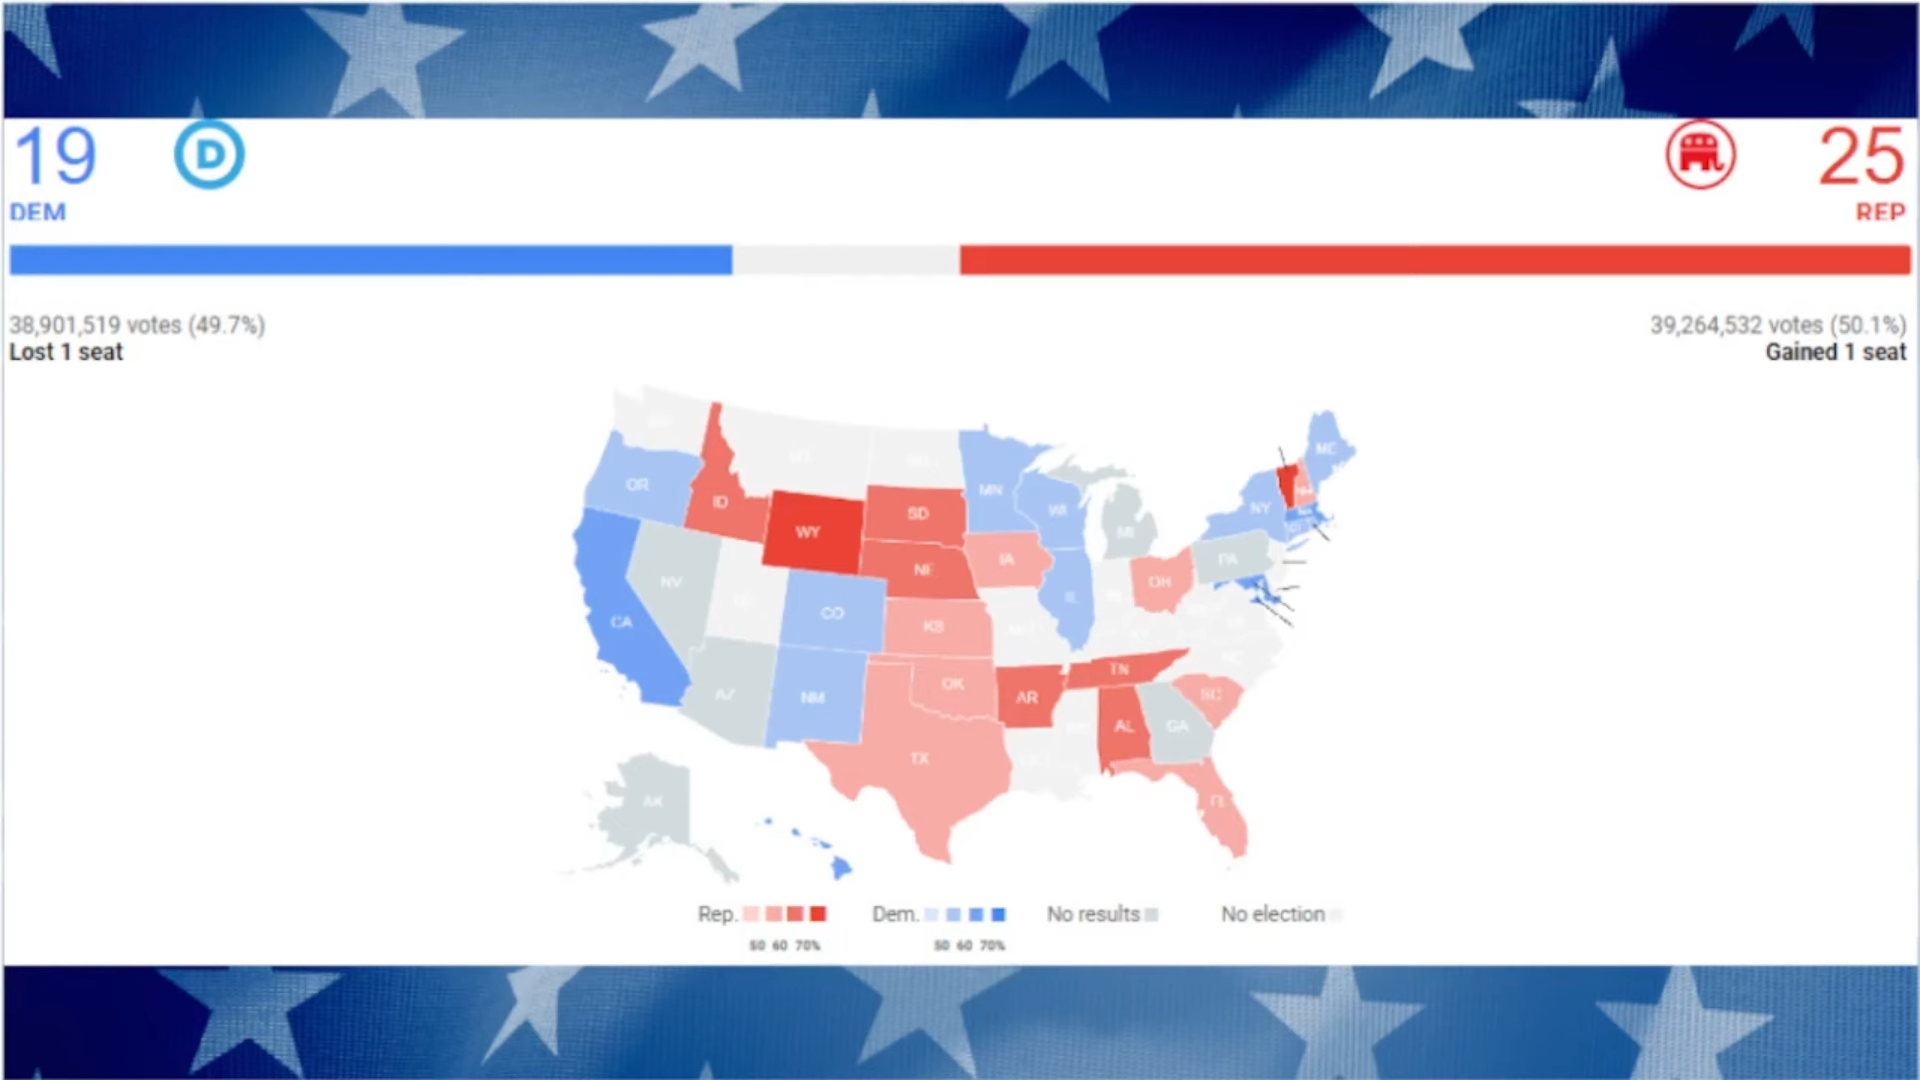 19
D
25
DEM
REP
38,901,519 votes (49.7%)
39,264,532 votes (50.1%)
Lost 1 seat
Gained 1 seat
ME
OR
ID
SD
MN
WI
NY
WY
NE
IA
MI
PA
NV
CO
OH
CA
KS
IL
AZ
NM
OK
AR
TN
SC
AL
GA
TX
AK
FL
Rep.
Dem.
No results
No election
50 60 70%
50 60 70%